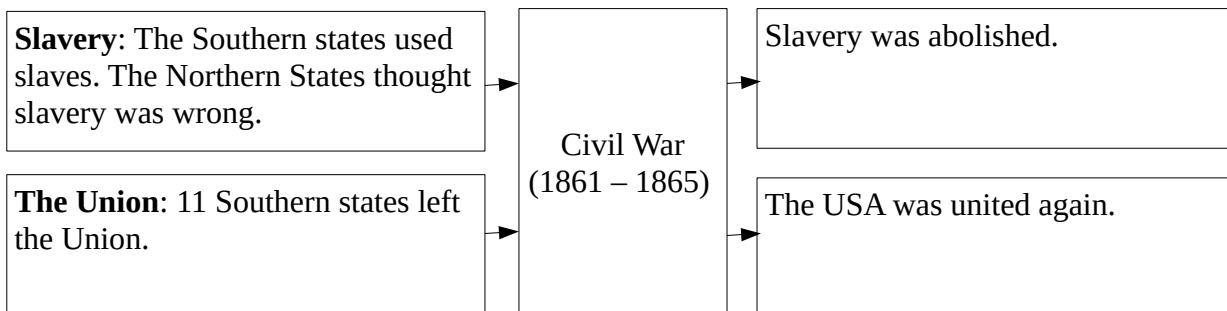 Slavery: The Southern states used
slaves. The Northern States thought
slavery was wrong.
The Union: 11 Southern states left
the Union.
Civil War
(1861 – 1865)
Slavery was abolished.
The USA was united again.